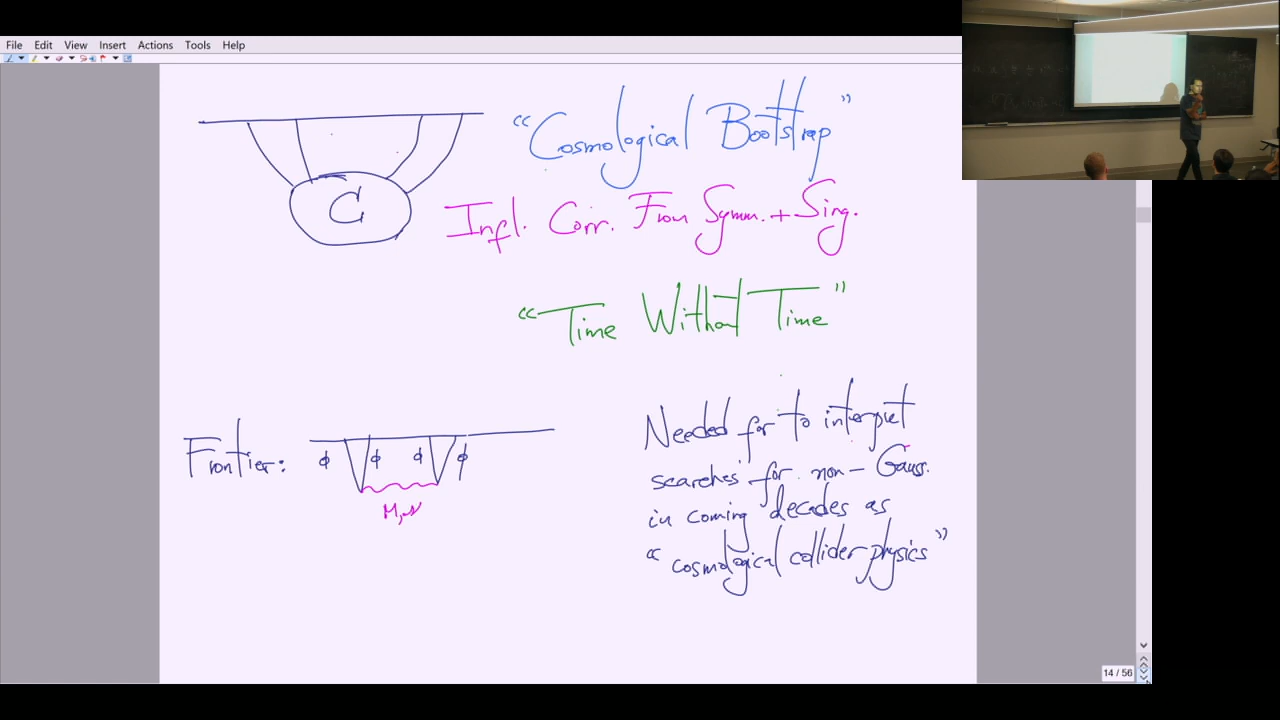 File Edit View Insert Actions Tools Help
“Cosmological Bootstrap”
C
Infl. Corr. From Symm. + Sing.
“Time Without Time”
Frontier:
ϕ ϕ ϕ ϕ
Needed for to interpret
searches for non-Gauss.
in coming decades as
“cosmological collider physics”
14 / 56